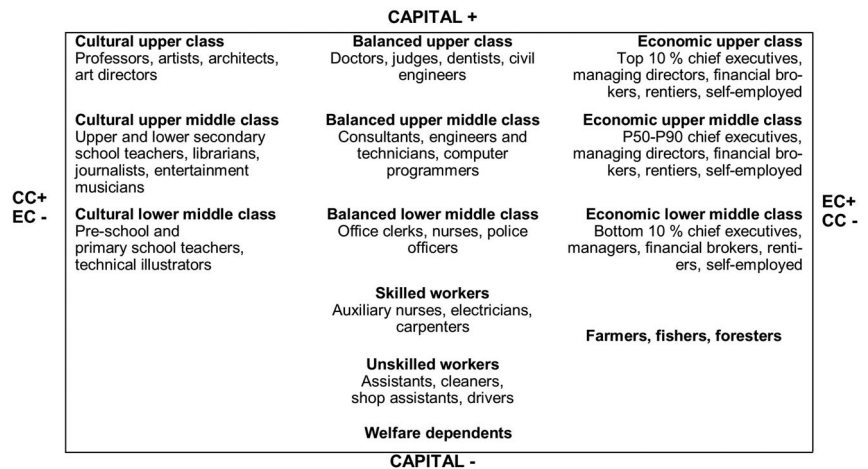 CAPITAL +
Cultural upper class
Professors, artists, architects,
art directors
Balanced upper class
Doctors, judges, dentists, civil
engineers
Economic upper class
Top 10 % chief executives,
managing directors, financial bro-
kers, rentiers, self-employed
Cultural upper middle class
Upper and lower secondary
school teachers, librarians,
journalists, entertainment
musicians
Balanced upper middle class
Consultants, engineers and
technicians, computer
programmers
Economic upper middle class
P50-P90 chief executives,
managing directors, financial bro-
kers, rentiers, self-employed
CC+
EC -
EC+
CC -
Cultural lower middle class
Pre-school and
primary school teachers,
technical illustrators
Balanced lower middle class
Office clerks, nurses, police
officers
Economic lower middle class
Bottom 10 % chief executives,
managers, financial brokers, renti-
ers, self-employed
Skilled workers
Auxiliary nurses, electricians,
carpenters
Farmers, fishers, foresters
Unskilled workers
Assistants, cleaners,
shop assistants, drivers
Welfare dependents
CAPITAL -